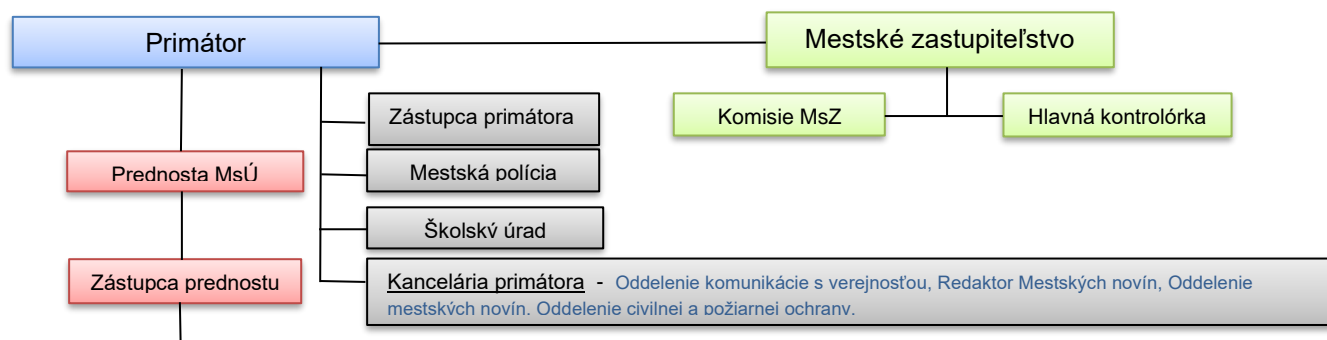 Primátor
Mestské zastupiteľstvo
Zástupca primátora
Komisie MsZ
Hlavná kontrolórka
Prednosta MsÚ
Mestská polícia
Školský úrad
Zástupca prednostu
Kancelária primátora - Oddelenie komunikácie s verejnosťou, Redaktor Mestských novín, Oddelenie
mestských novín, Oddelenie civilnej a požiarnej ochrany.